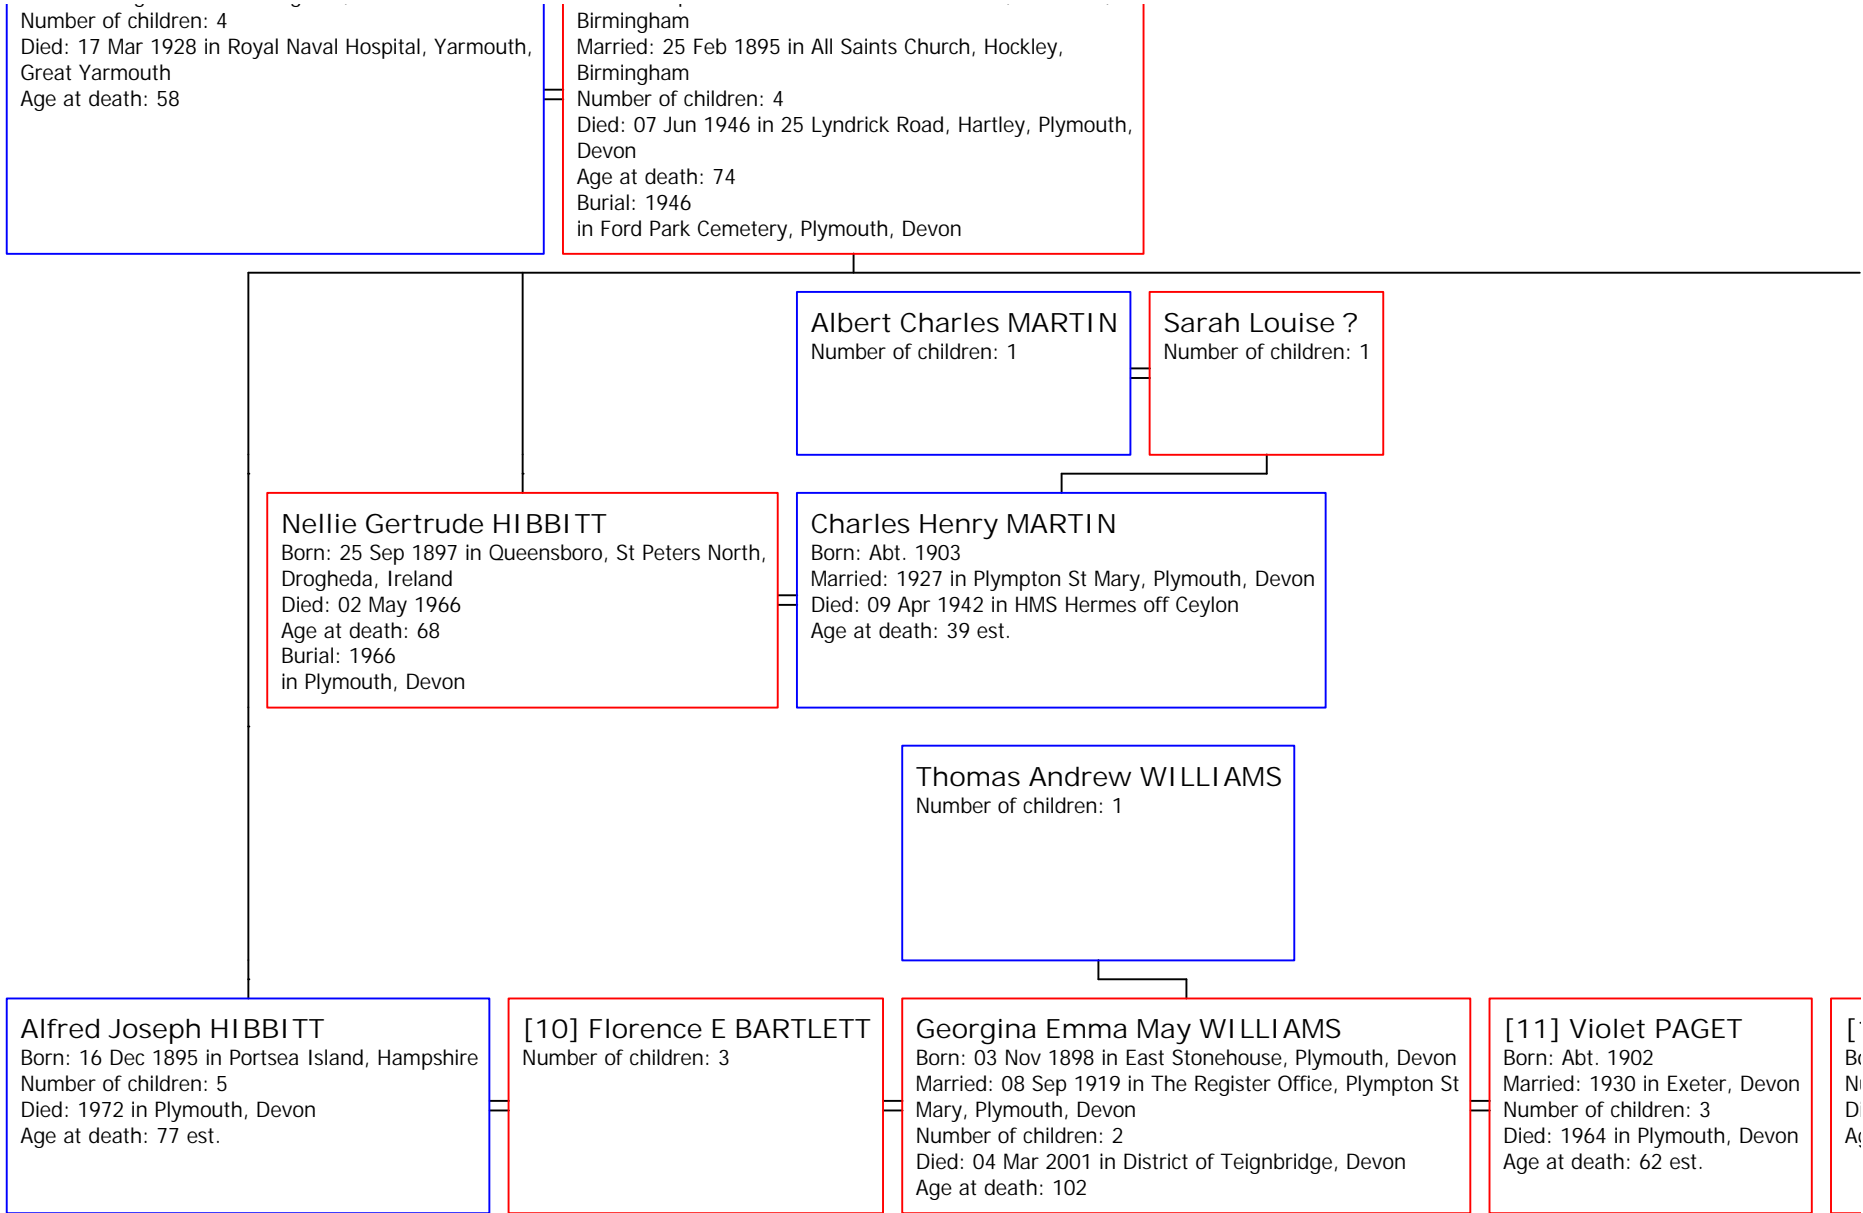 Number of children: 4
Died: 17 Mar 1928 in Royal Naval Hospital, Yarmouth,
Great Yarmouth
Age at death: 58
Birmingham
Married: 25 Feb 1895 in All Saints Church, Hockley,
Birmingham
Number of children: 4
Died: 07 Jun 1946 in 25 Lyndrick Road, Hartley, Plymouth,
Devon
Age at death: 74
Burial: 1946
in Ford Park Cemetery, Plymouth, Devon
Albert Charles MARTIN
Number of children: 1
Sarah Louise ?
Number of children: 1
Nellie Gertrude HIBBITT
Born: 25 Sep 1897 in Queensboro, St Peters North,
Drogheda, Ireland
Died: 02 May 1966
Age at death: 68
Burial: 1966
in Plymouth, Devon
Charles Henry MARTIN
Born: Abt. 1903
Married: 1927 in Plympton St Mary, Plymouth, Devon
Died: 09 Apr 1942 in HMS Hermes off Ceylon
Age at death: 39 est.
Thomas Andrew WILLIAMS
Number of children: 1
Alfred Joseph HIBBITT
Born: 16 Dec 1895 in Portsea Island, Hampshire
Number of children: 5
Died: 1972 in Plymouth, Devon
Age at death: 77 est.
[10] Florence E BARTLETT
Number of children: 3
Georgina Emma May WILLIAMS
Born: 03 Nov 1898 in East Stonehouse, Plymouth, Devon
Married: 08 Sep 1919 in The Register Office, Plympton St
Mary, Plymouth, Devon
Number of children: 2
Died: 04 Mar 2001 in District of Teignbridge, Devon
Age at death: 102
[11] Violet PAGET
Born: Abt. 1902
Married: 1930 in Exeter, Devon
Number of children: 3
Died: 1964 in Plymouth, Devon
Age at death: 62 est.